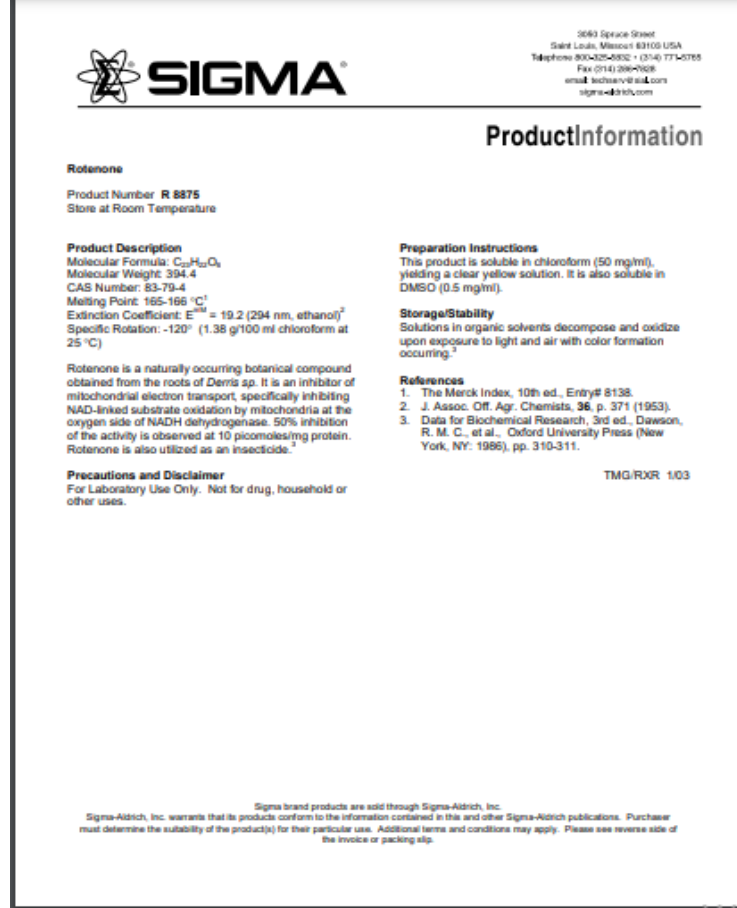 3050 Spruce Street
Saint Louis, Missouri 63103 USA
Telephone 800-325-5832 • (314) 771-5765
Fax (314) 286-7828
email: techserv@sial.com
sigma-aldrich.com
SIGMA
ProductInformation
Rotenone
Product Number R 8875
Store at Room Temperature
Product Description
Molecular Formula: C₂₃H₂₂O₆
Molecular Weight: 394.4
CAS Number: 83-79-4
Melting Point: 165-166 °C¹
Extinction Coefficient: Eᵐᴹ = 19.2 (294 nm, ethanol)²
Specific Rotation: -120° (1.38 g/100 ml chloroform at
25 °C)
Rotenone is a naturally occurring botanical compound
obtained from the roots of Derris sp. It is an inhibitor of
mitochondrial electron transport, specifically inhibiting
NAD-linked substrate oxidation by mitochondria at the
oxygen side of NADH dehydrogenase. 50% inhibition
of the activity is observed at 10 picomoles/mg protein.
Rotenone is also utilized as an insecticide.³
Precautions and Disclaimer
For Laboratory Use Only. Not for drug, household or
other uses.
Preparation Instructions
This product is soluble in chloroform (50 mg/ml),
yielding a clear yellow solution. It is also soluble in
DMSO (0.5 mg/ml).
Storage/Stability
Solutions in organic solvents decompose and oxidize
upon exposure to light and air with color formation
occurring.³
References
1. The Merck Index, 10th ed., Entry# 8138.
2. J. Assoc. Off. Agr. Chemists, 36, p. 371 (1953).
3. Data for Biochemical Research, 3rd ed., Dawson,
R. M. C., et al., Oxford University Press (New
York, NY: 1986), pp. 310-311.
TMG/RXR 1/03
Sigma brand products are sold through Sigma-Aldrich, Inc.
Sigma-Aldrich, Inc. warrants that its products conform to the information contained in this and other Sigma-Aldrich publications. Purchaser
must determine the suitability of the product(s) for their particular use. Additional terms and conditions may apply. Please see reverse side of
the invoice or packing slip.